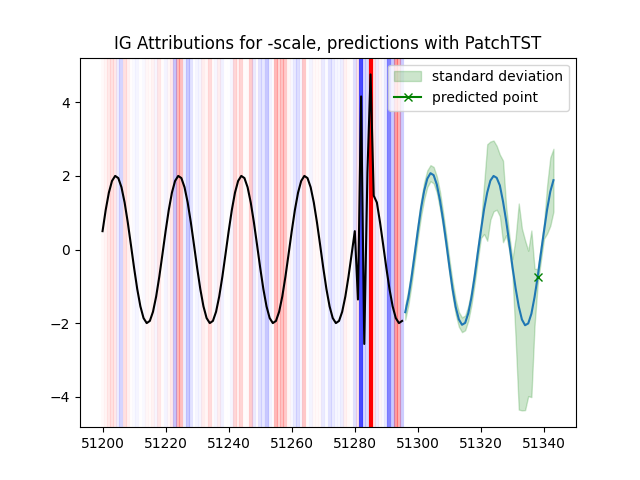 IG Attributions for -scale, predictions with PatchTST
standard deviation
predicted point
4
2
0
−2
−4
51200 51220 51240 51260 51280 51300 51320 51340